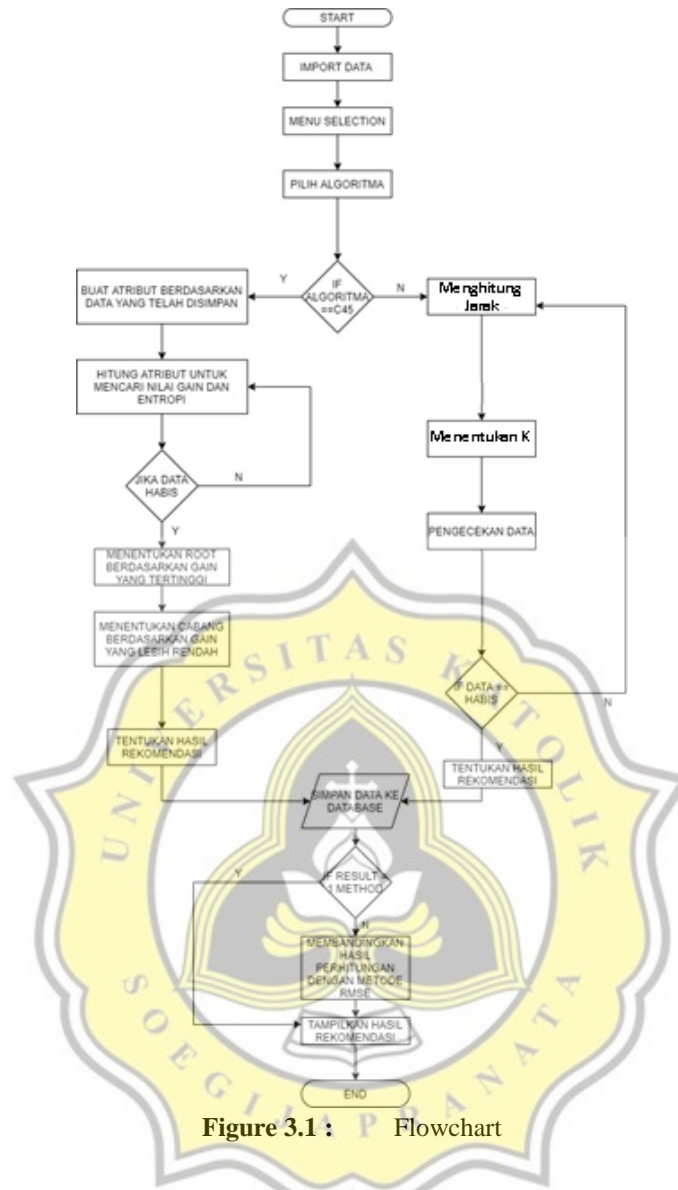 START
IMPORT DATA
MENU SELECTION
PILIH ALGORITMA
IF
ALGORITMA
==C45
Y
N
BUAT ATRIBUT BERDASARKAN
DATA YANG TELAH DISIMPAN
HITUNG ATRIBUT UNTUK
MENCARI NILAI GAIN DAN
ENTROPI
JIKA DATA
HABIS
N
Y
MENENTUKAN ROOT
BERDASARKAN GAIN
YANG TERTINGGI
MENENTUKAN CABANG
BERDASARKAN GAIN
YANG LEBIH RENDAH
TENTUKAN HASIL
REKOMENDASI
Menghitung
Jarak
Menentukan K
PENGECEKAN DATA
IF DATA ==
HABIS
N
Y
TENTUKAN HASIL
REKOMENDASI
SIMPAN DATA KE
DATABASE
IF RESULT =
1 METHOD
Y
N
MEMBANDINGKAN
HASIL
PERHITUNGAN
DENGAN METODE
RMSE
TAMPILKAN HASIL
REKOMENDASI
END
UNIVERSITAS KATOLIK
SOEGIJAPRANATA
Figure 3.1 : Flowchart